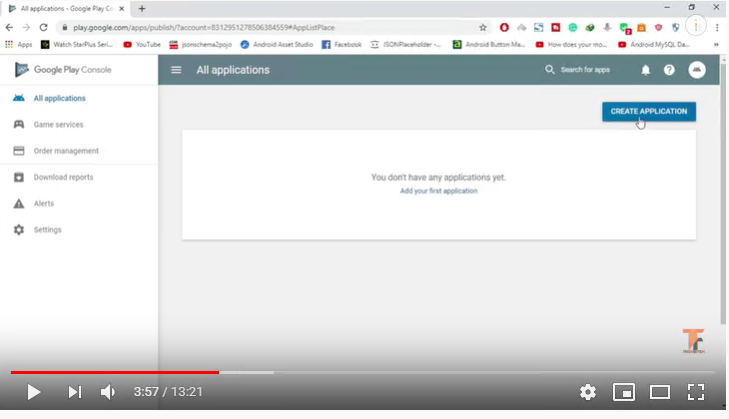 All applications - Google Play Co
play.google.com/apps/publish/?account=8312951278506384559#AppListPlace
Apps Watch StarPlus Seri... YouTube jsomschema2pojo Android Asset Studio Facebook JSONPlaceholder -... Android Button Ma... How does your mo... Android MySQL Da...
Google Play Console
All applications
Search for apps
All applications
Game services
Order management
Download reports
Alerts
Settings
CREATE APPLICATION
You don't have any applications yet.
Add your first application
3:57 / 13:21